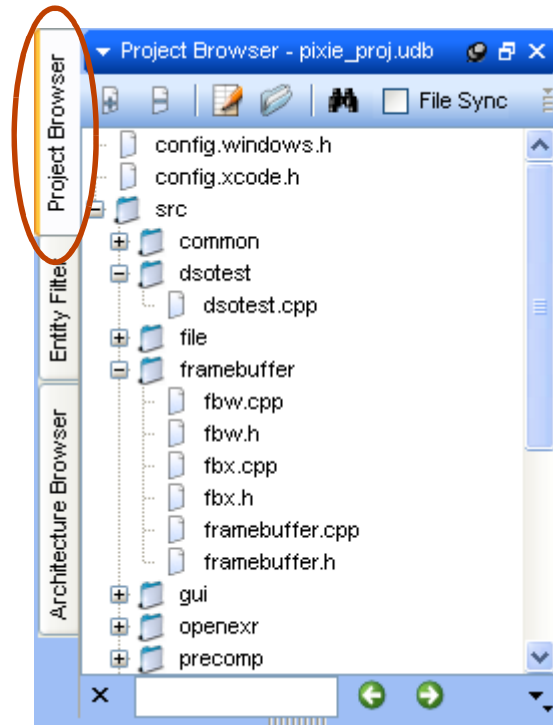 Project Browser - pixie_proj.udb
File Sync
Project Browser
Entity Filter
Architecture Browser
config.windows.h
config.xcode.h
src
common
dsotest
dsotest.cpp
file
framebuffer
fbw.cpp
fbw.h
fbx.cpp
fbx.h
framebuffer.cpp
framebuffer.h
gui
openexr
precomp